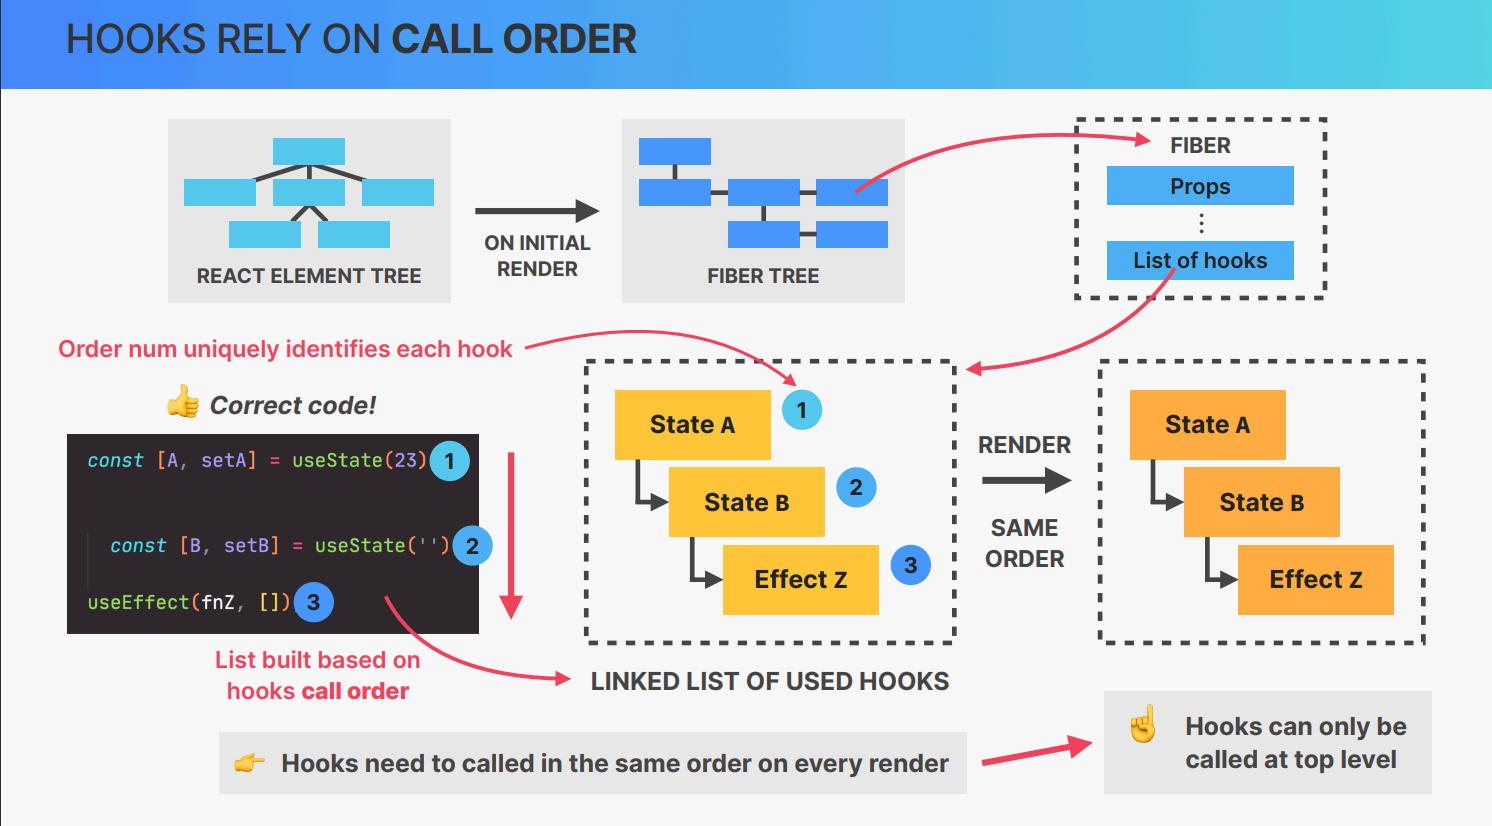 HOOKS RELY ON CALL ORDER
REACT ELEMENT TREE
ON INITIAL
RENDER
FIBER TREE
FIBER
Props
List of hooks
Order num uniquely identifies each hook
👍 Correct code!
const [A, setA] = useState(23) 1
const [B, setB] = useState('') 2
useEffect(fnZ, []) 3
List built based on
hooks call order
State A 1
State B 2
Effect Z 3
LINKED LIST OF USED HOOKS
RENDER
SAME
ORDER
State A
State B
Effect Z
👉 Hooks need to called in the same order on every render
☝️ Hooks can only be
called at top level